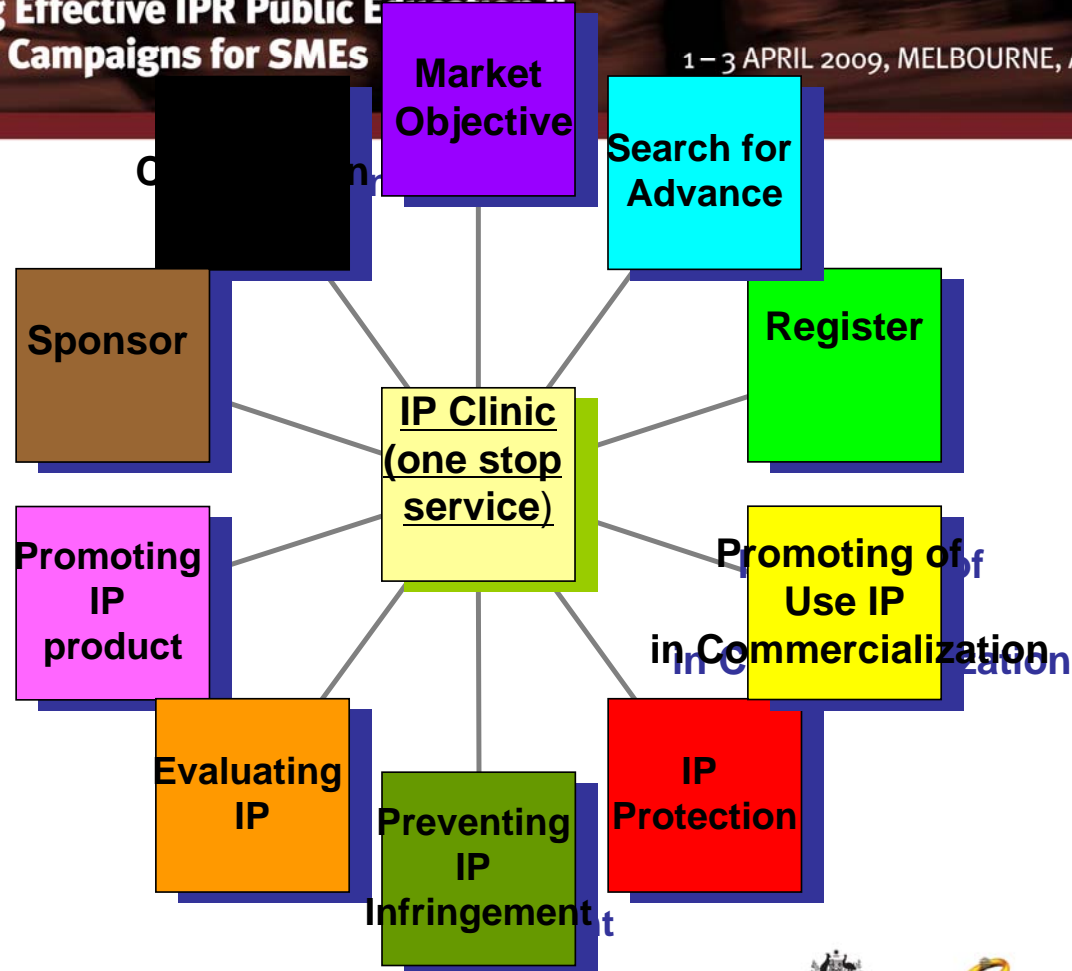 Effective IPR Public
Campaigns for SMEs
1–3 APRIL 2009, MELBOURNE,
Market
Objective
Search for
Advance
Register
Promoting of
Use IP
in Commercialization
IP
Protection
Preventing
IP
Infringement
Evaluating
IP
Promoting
IP
product
Sponsor
IP Clinic
(one stop
service)